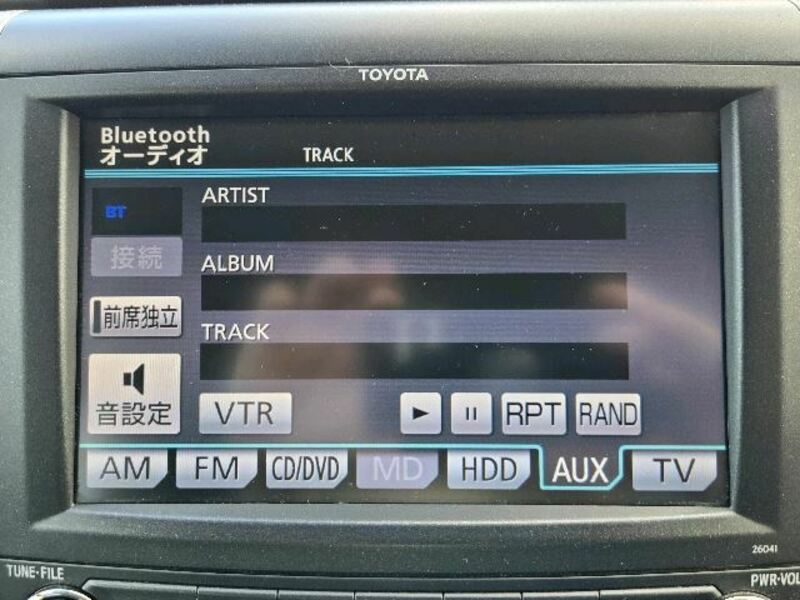 TOYOTA
Bluetooth
オーディオ
TRACK
BT
接続
前席独立
音設定
ARTIST
ALBUM
TRACK
VTR
RPT
RAND
AM
FM
CD/DVD
MD
HDD
AUX
TV
26041
TUNE·FILE
PWR·VOL